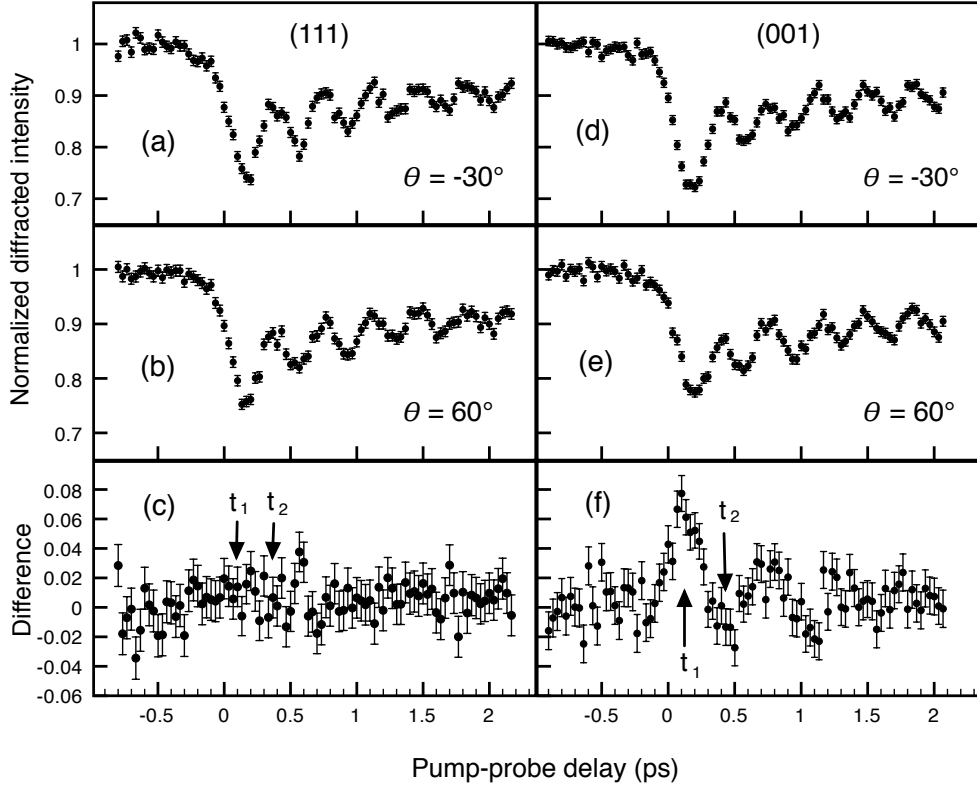 (111)
(001)
Normalized diffracted intensity
1
0.9
0.8
0.7
(a)
θ = -30°
(d)
θ = -30°
1
0.9
0.8
0.7
(b)
θ = 60°
(e)
θ = 60°
Difference
0.08
0.06
0.04
0.02
0
-0.02
-0.04
-0.06
(c)
t1
t2
(f)
t2
t1
-0.5 0 0.5 1 1.5 2
-0.5 0 0.5 1 1.5 2
Pump-probe delay (ps)